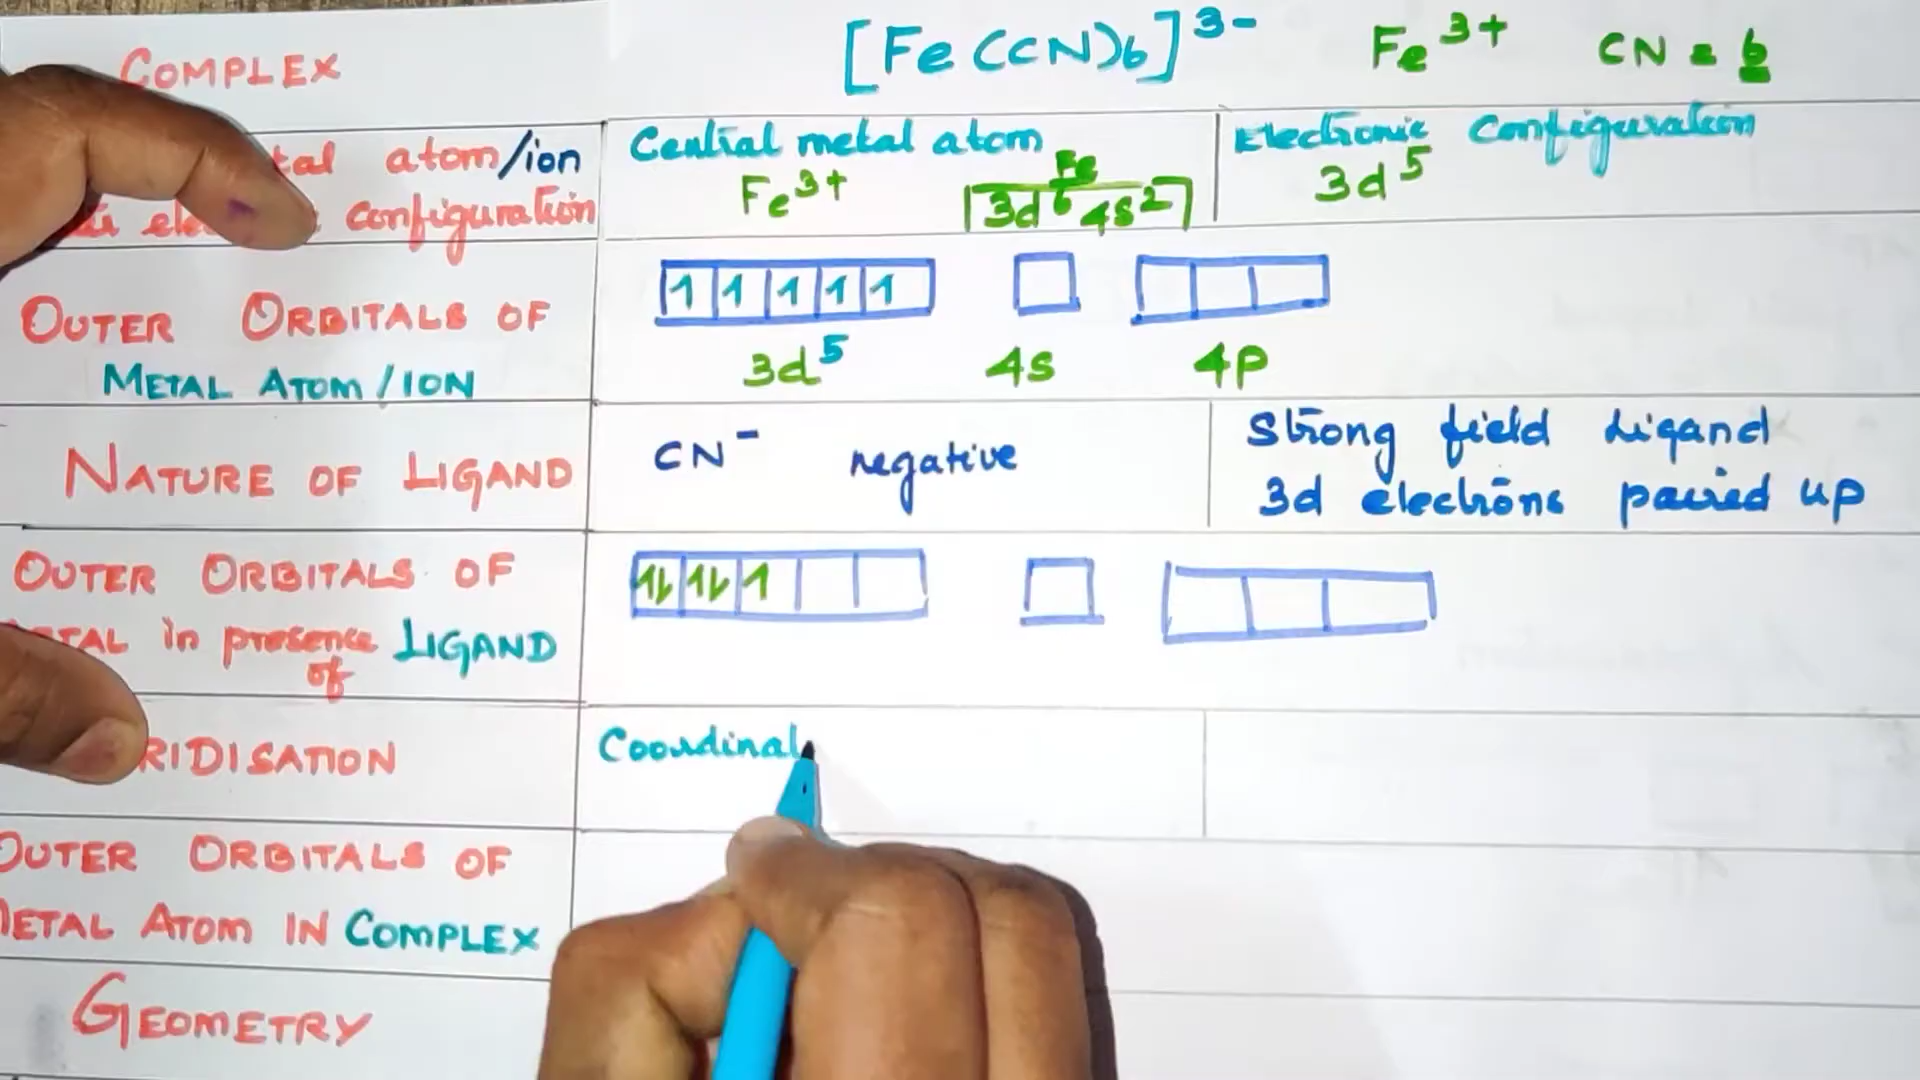 COMPLEX
[Fe(CN)6]3- Fe3+ CN = 6
tal atom/ion
configuration
Central metal atom
Fe3+
Fe
3d6 4s2
Electronic Configuration
3d5
OUTER ORBITALS OF
METAL ATOM/ION
1 1 1 1 1
3d5 4s 4P
NATURE OF LIGAND
CN- negative
Strong field Ligand
3d electrons paired up
OUTER ORBITALS OF
TAL in presence of LIGAND
1⇂ 1⇂ 1
RIDISATION
Coordinat
OUTER ORBITALS OF
METAL ATOM IN COMPLEX
GEOMETRY